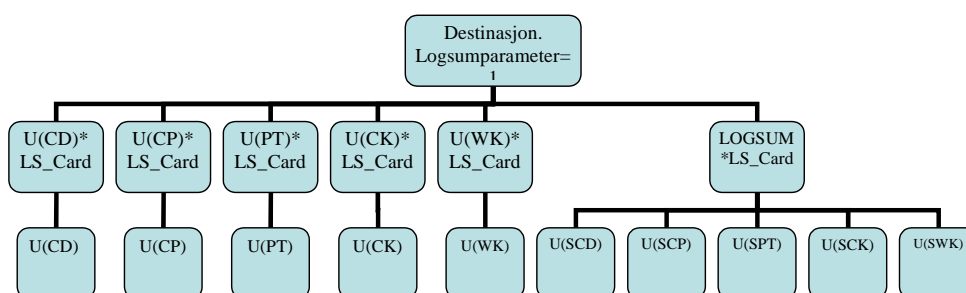 Destinasjon.
Logsumparameter=
1
U(CD)*
LS_Card
U(CP)*
LS_Card
U(PT)*
LS_Card
U(CK)*
LS_Card
U(WK)*
LS_Card
LOGSUM
*LS_Card
U(CD)
U(CP)
U(PT)
U(CK)
U(WK)
U(SCD)
U(SCP)
U(SPT)
U(SCK)
U(SWK)